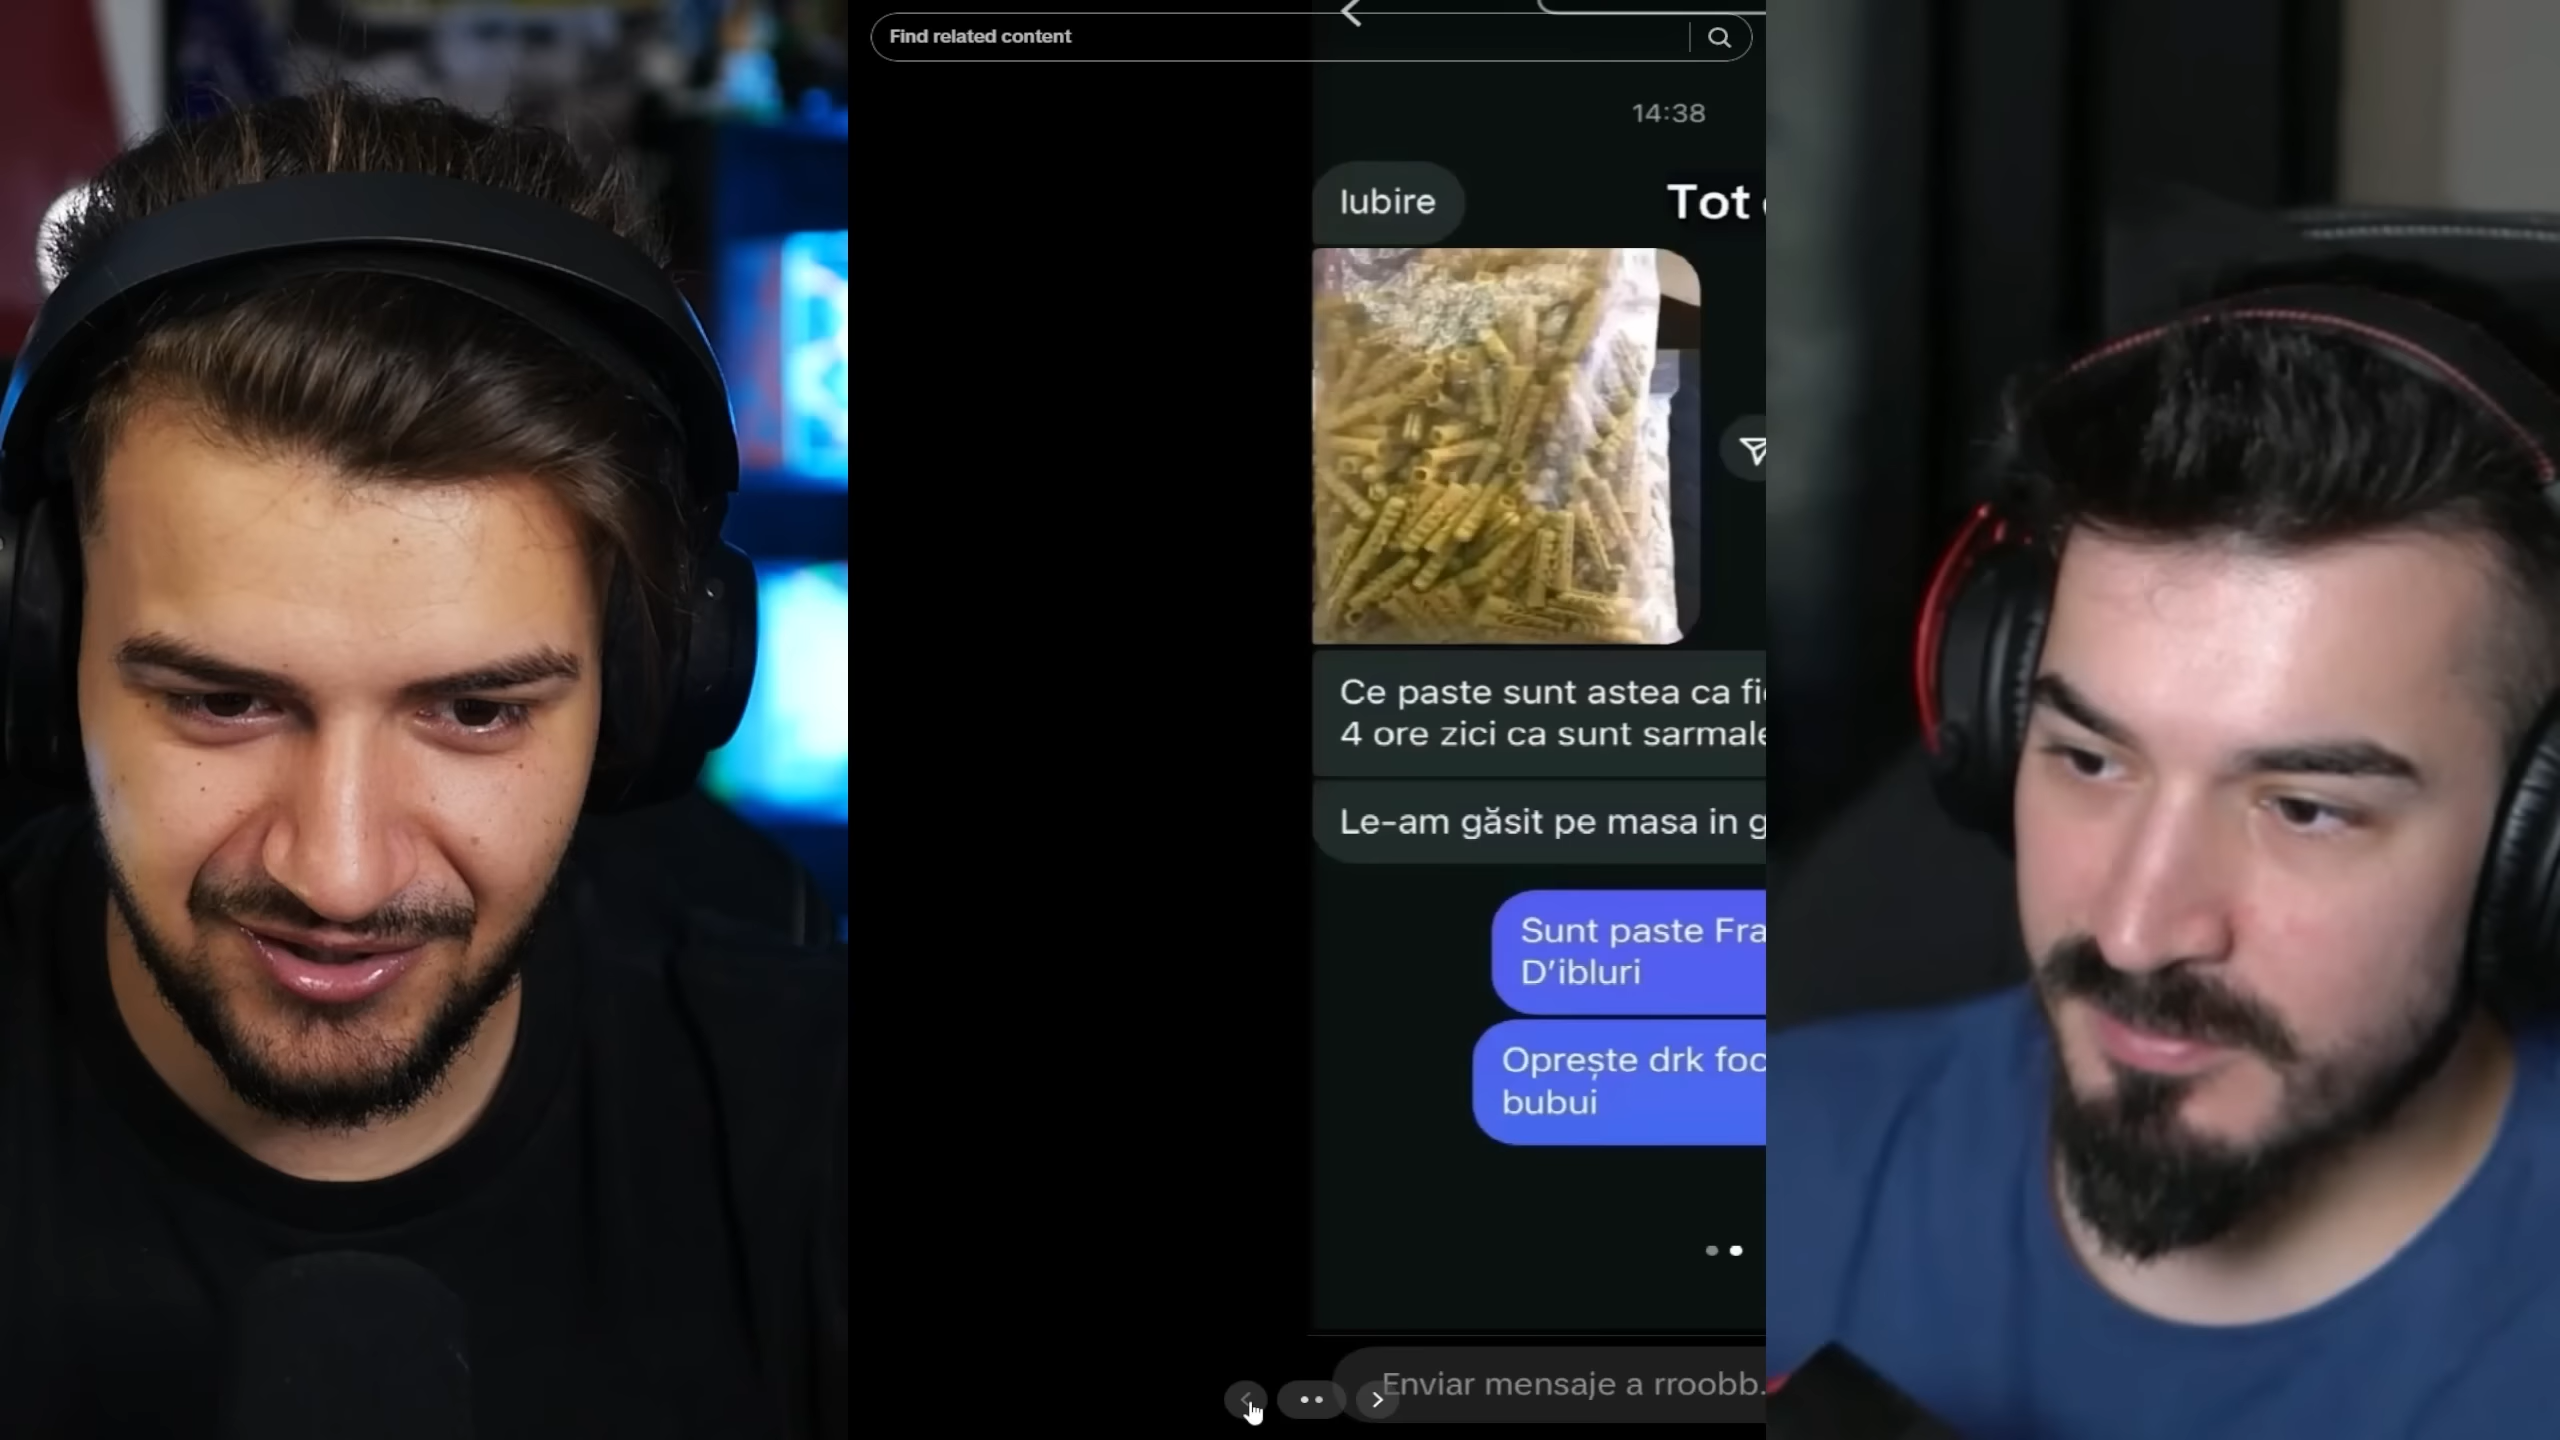 Find related content
14:38
Iubire
Tot
Ce paste sunt astea ca
4 ore zici ca sunt sarmale
Le-am găsit pe masa in
Sunt paste
D'ibluri
Oprește drk
bubui
Enviar mensaje a rroobb.